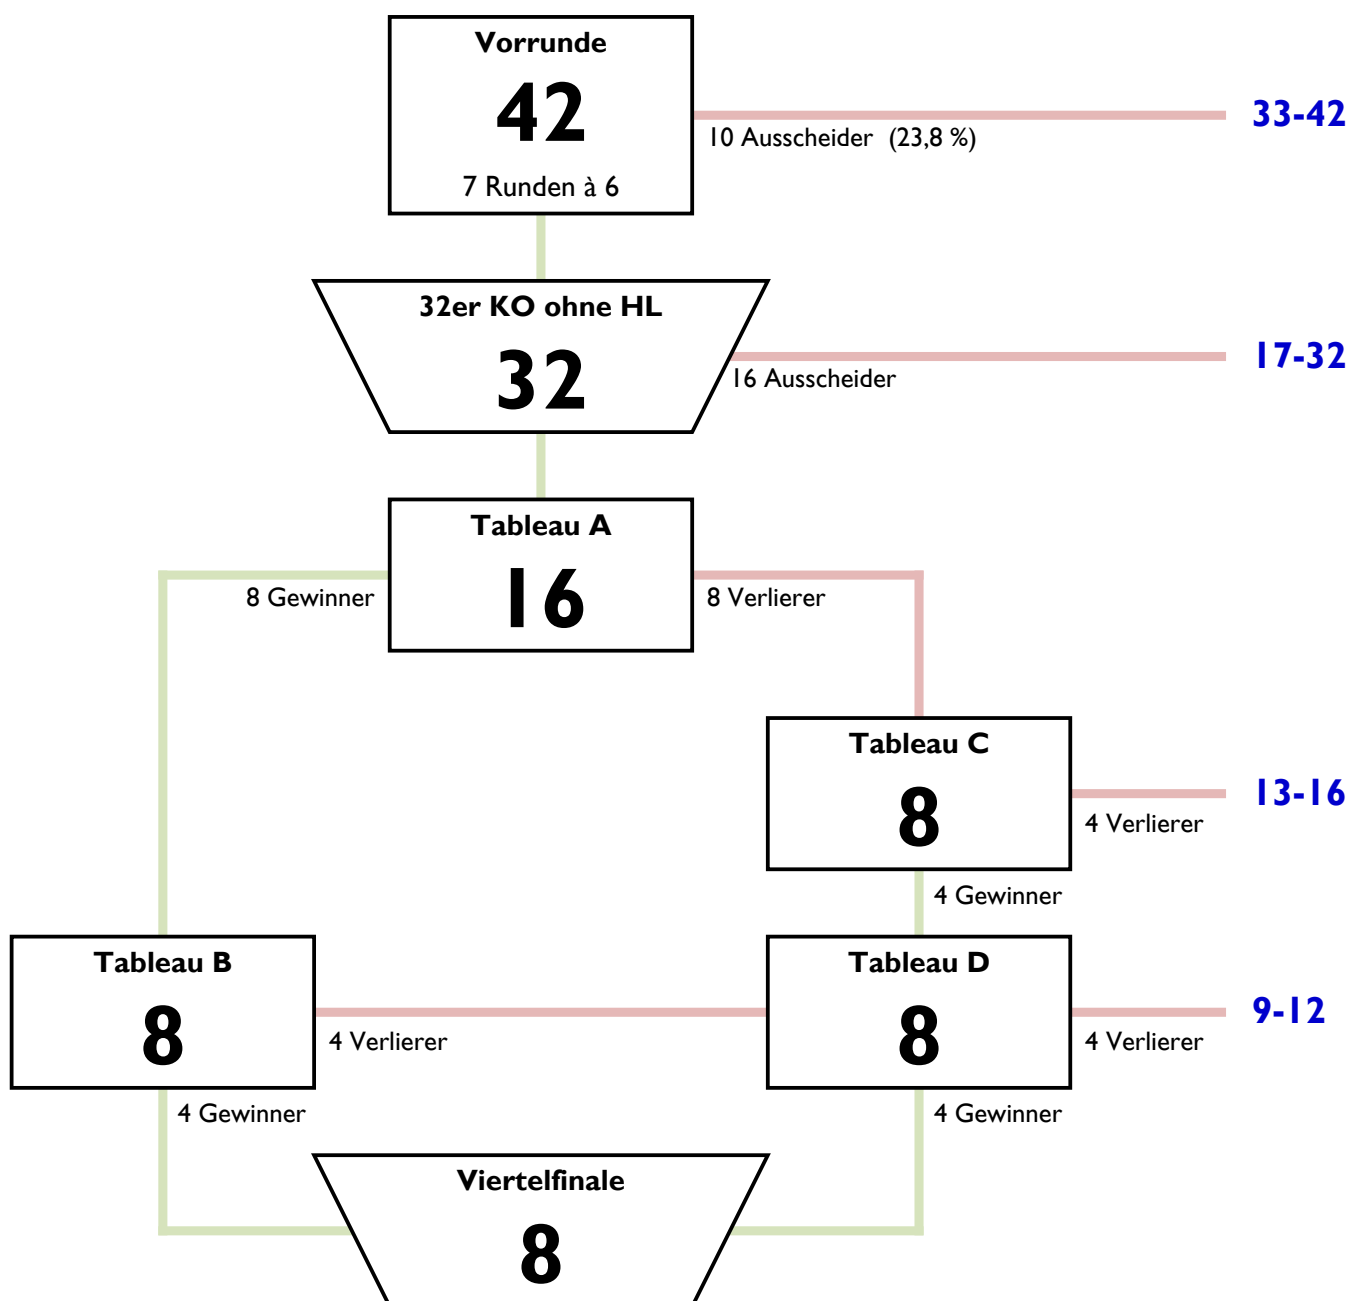 Vorrunde
42
7 Runden à 6
33-42
10 Ausscheider (23,8 %)
32er KO ohne HL
32
17-32
16 Ausscheider
Tableau A
16
8 Gewinner
8 Verlierer
Tableau C
8
13-16
4 Verlierer
4 Gewinner
Tableau B
8
4 Verlierer
4 Gewinner
Tableau D
8
9-12
4 Verlierer
4 Gewinner
Viertelfinale
8